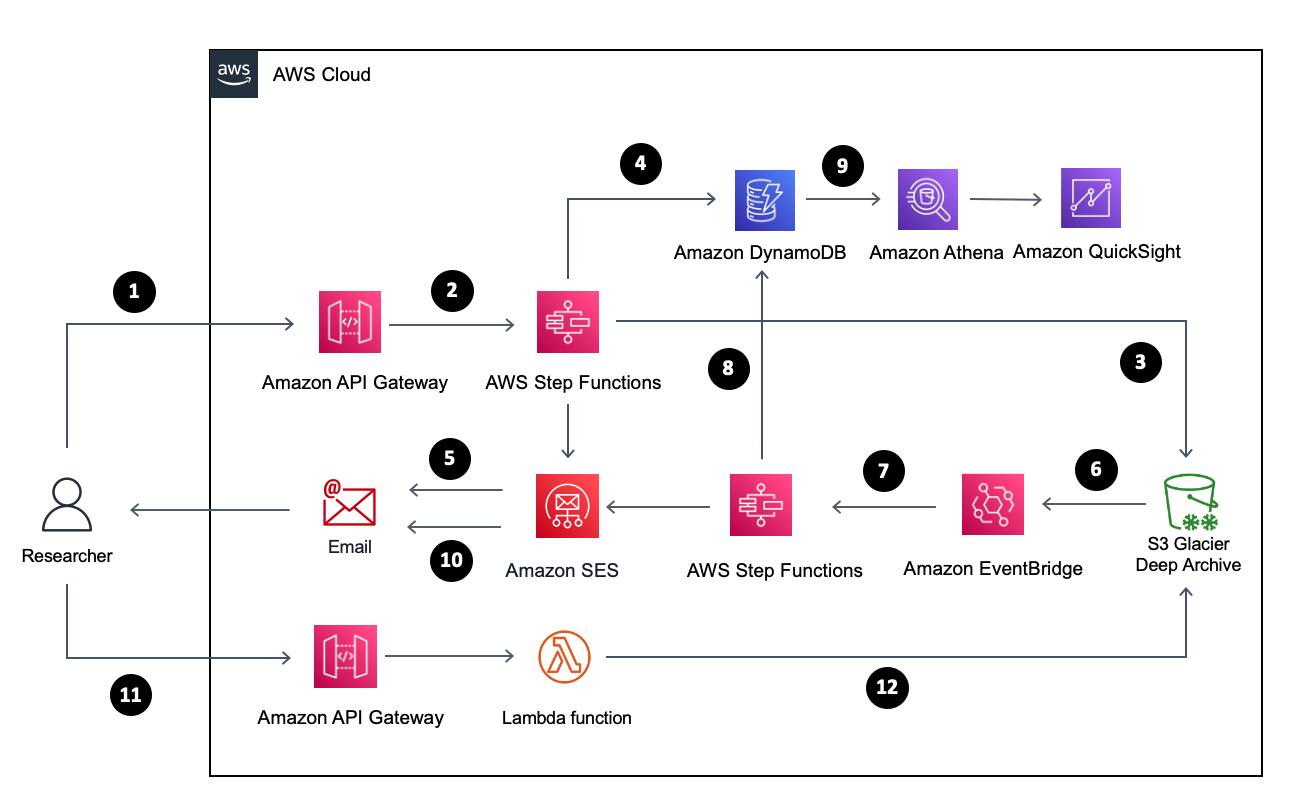 aws
AWS Cloud
4
9
Amazon DynamoDB
Amazon Athena
Amazon QuickSight
1
2
3
8
Amazon API Gateway
AWS Step Functions
5
7
6
@
Researcher
Email
10
Amazon SES
AWS Step Functions
Amazon EventBridge
S3 Glacier
Deep Archive
11
12
Amazon API Gateway
Lambda function